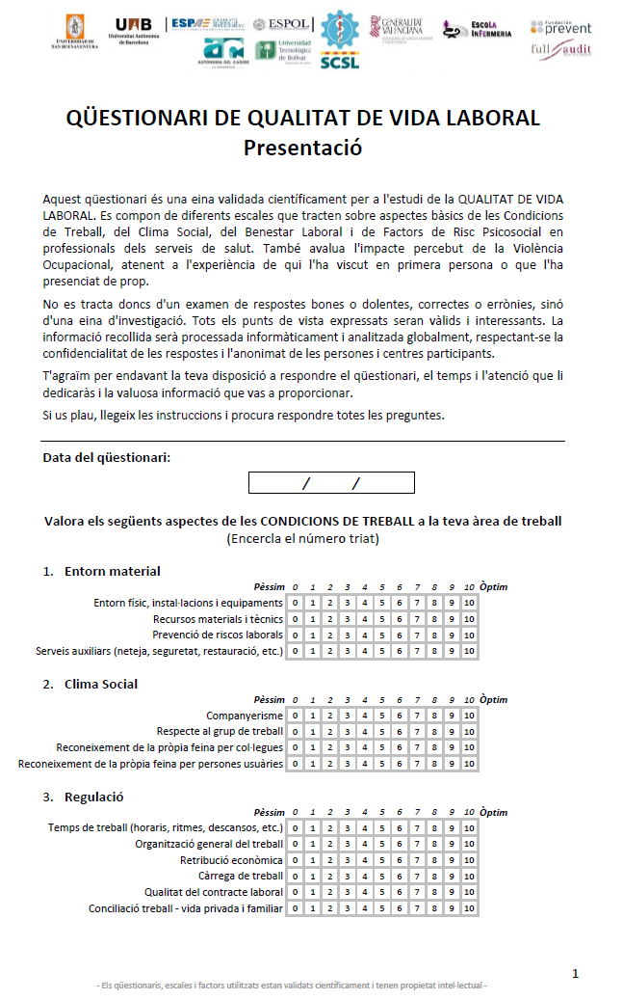 UNIVERSIDAD
DE SAN BUENAVENTURA
UAB
Universitat Autònoma
de Barcelona
ESPAE
ESPOL
GENERALITAT
VALENCIANA
ESCOLA
INFERMERIA
Fundación
prevent
full audit
AUTÓNOMA DEL CARIBE
Universidad
Tecnológica
de Bolívar
SCSL
QÜESTIONARI DE QUALITAT DE VIDA LABORAL
Presentació
Aquest qüestionari és una eina validada científicament per a l'estudi de la QUALITAT DE VIDA
LABORAL. Es compon de diferents escales que tracten sobre aspectes bàsics de les Condicions
de Treball, del Clima Social, del Benestar Laboral i de Factors de Risc Psicosocial en
professionals dels serveis de salut. També avalua l'impacte percebut de la Violència
Ocupacional, atenent a l'experiència de qui l'ha viscut en primera persona o que l'ha
presenciat de prop.
No es tracta doncs d'un examen de respostes bones o dolentes, correctes o errònies, sinó
d'una eina d'investigació. Tots els punts de vista expressats seran vàlids i interessants. La
informació recollida serà processada informàticament i analitzada globalment, respectant-se la
confidencialitat de les respostes i l'anonimat de les persones i centres participants.
T'agraïm per endavant la teva disposició a respondre el qüestionari, el temps i l'atenció que li
dedicaràs i la valuosa informació que vas a proporcionar.
Si us plau, llegeix les instruccions i procura respondre totes les preguntes.
Data del qüestionari:
/ /
Valora els següents aspectes de les CONDICIONS DE TREBALL a la teva àrea de treball
(Encercla el número triat)
1. Entorn material
Pèssim 0 1 2 3 4 5 6 7 8 9 10 Òptim
Entorn físic, instal·lacions i equipaments 0 1 2 3 4 5 6 7 8 9 10
Recursos materials i tècnics 0 1 2 3 4 5 6 7 8 9 10
Prevenció de riscos laborals 0 1 2 3 4 5 6 7 8 9 10
Serveis auxiliars (neteja, seguretat, restauració, etc.) 0 1 2 3 4 5 6 7 8 9 10
2. Clima Social
Pèssim 0 1 2 3 4 5 6 7 8 9 10 Òptim
Companyerisme 0 1 2 3 4 5 6 7 8 9 10
Respecte al grup de treball 0 1 2 3 4 5 6 7 8 9 10
Reconeixement de la pròpia feina per col·legues 0 1 2 3 4 5 6 7 8 9 10
Reconeixement de la pròpia feina per persones usuàries 0 1 2 3 4 5 6 7 8 9 10
3. Regulació
Pèssim 0 1 2 3 4 5 6 7 8 9 10 Òptim
Temps de treball (horaris, ritmes, descansos, etc.) 0 1 2 3 4 5 6 7 8 9 10
Organització general del treball 0 1 2 3 4 5 6 7 8 9 10
Retribució econòmica 0 1 2 3 4 5 6 7 8 9 10
Càrrega de treball 0 1 2 3 4 5 6 7 8 9 10
Qualitat del contracte laboral 0 1 2 3 4 5 6 7 8 9 10
Conciliació treball - vida privada i familiar 0 1 2 3 4 5 6 7 8 9 10
1
- Els qüestionaris, escales i factors utilitzats estan validats científicament i tenen propietat intel·lectual -